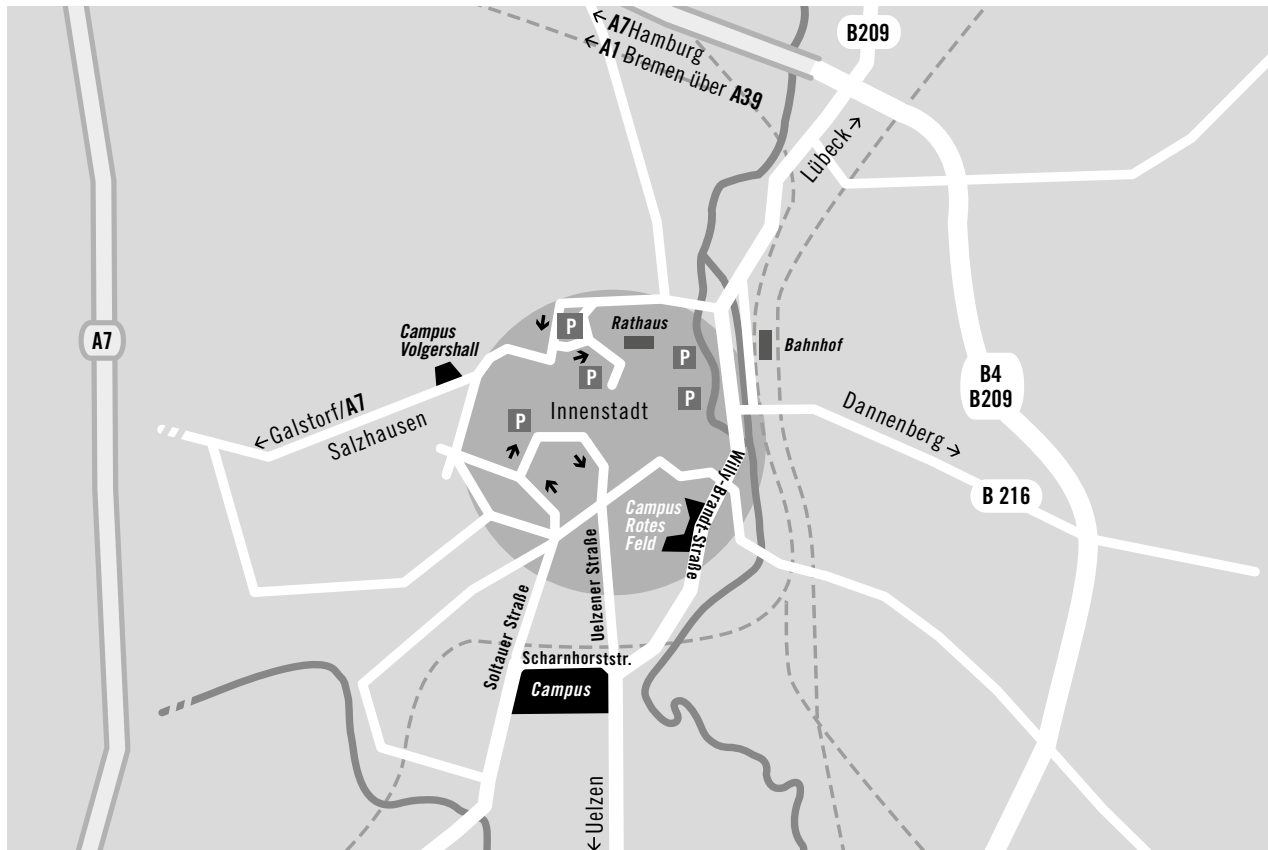 ← A7 Hamburg
← A1 Bremen über A39
B209
Lübeck →
A7
Campus
Volgershall
P
Rathaus
P
P
P
P
Bahnhof
B4
B209
Innenstadt
← Galstorf/A7
Salzhausen
Dannenberg →
B 216
Campus
Rotes
Feld
Willy-Brandt-Straße
Uelzener Straße
Soltauer Straße
Scharnhorststr.
Campus
← Uelzen